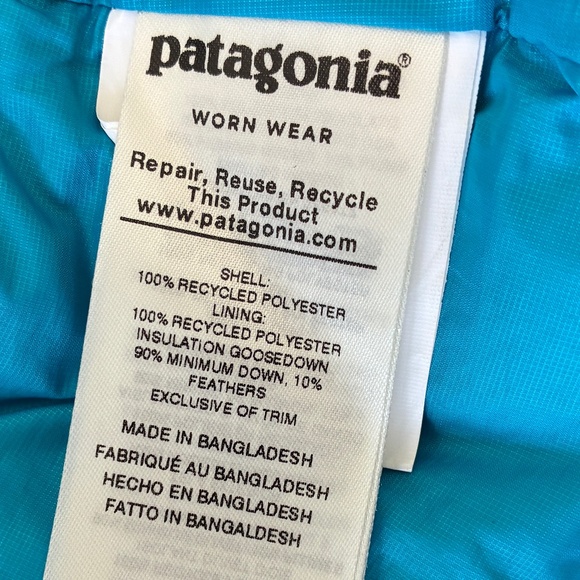 patagonia®
WORN WEAR
Repair, Reuse, Recycle
This Product
www.patagonia.com
SHELL:
100% RECYCLED POLYESTER
LINING:
100% RECYCLED POLYESTER
INSULATION GOOSEDOWN
90% MINIMUM DOWN, 10%
FEATHERS
EXCLUSIVE OF TRIM
MADE IN BANGLADESH
FABRIQUÉ AU BANGLADESH
HECHO EN BANGLADESH
FATTO IN BANGALDESH